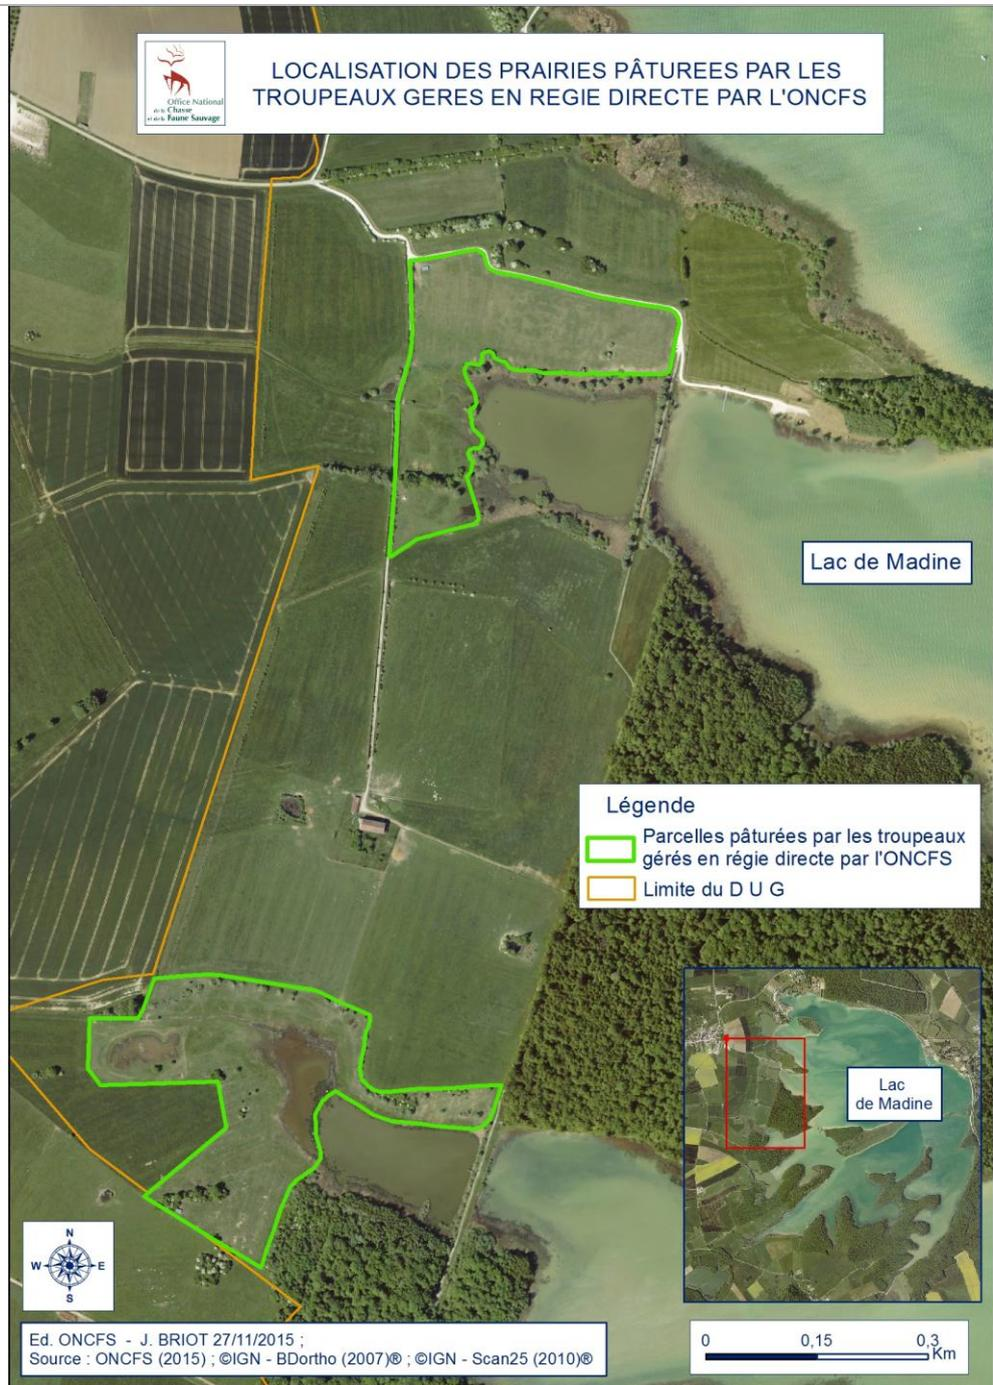 Office National
de la Chasse
et de la Faune Sauvage
LOCALISATION DES PRAIRIES PÂTUREES PAR LES
TROUPEAUX GERES EN REGIE DIRECTE PAR L'ONCFS
Lac de Madine
Légende
Parcelles pâturées par les troupeaux
gérés en régie directe par l'ONCFS
Limite du D U G
Lac
de Madine
N
W E
S
Ed. ONCFS - J. BRIOT 27/11/2015 ;
Source : ONCFS (2015) ; ©IGN - BDortho (2007)® ; ©IGN - Scan25 (2010)®
0 0,15 0,3
Km